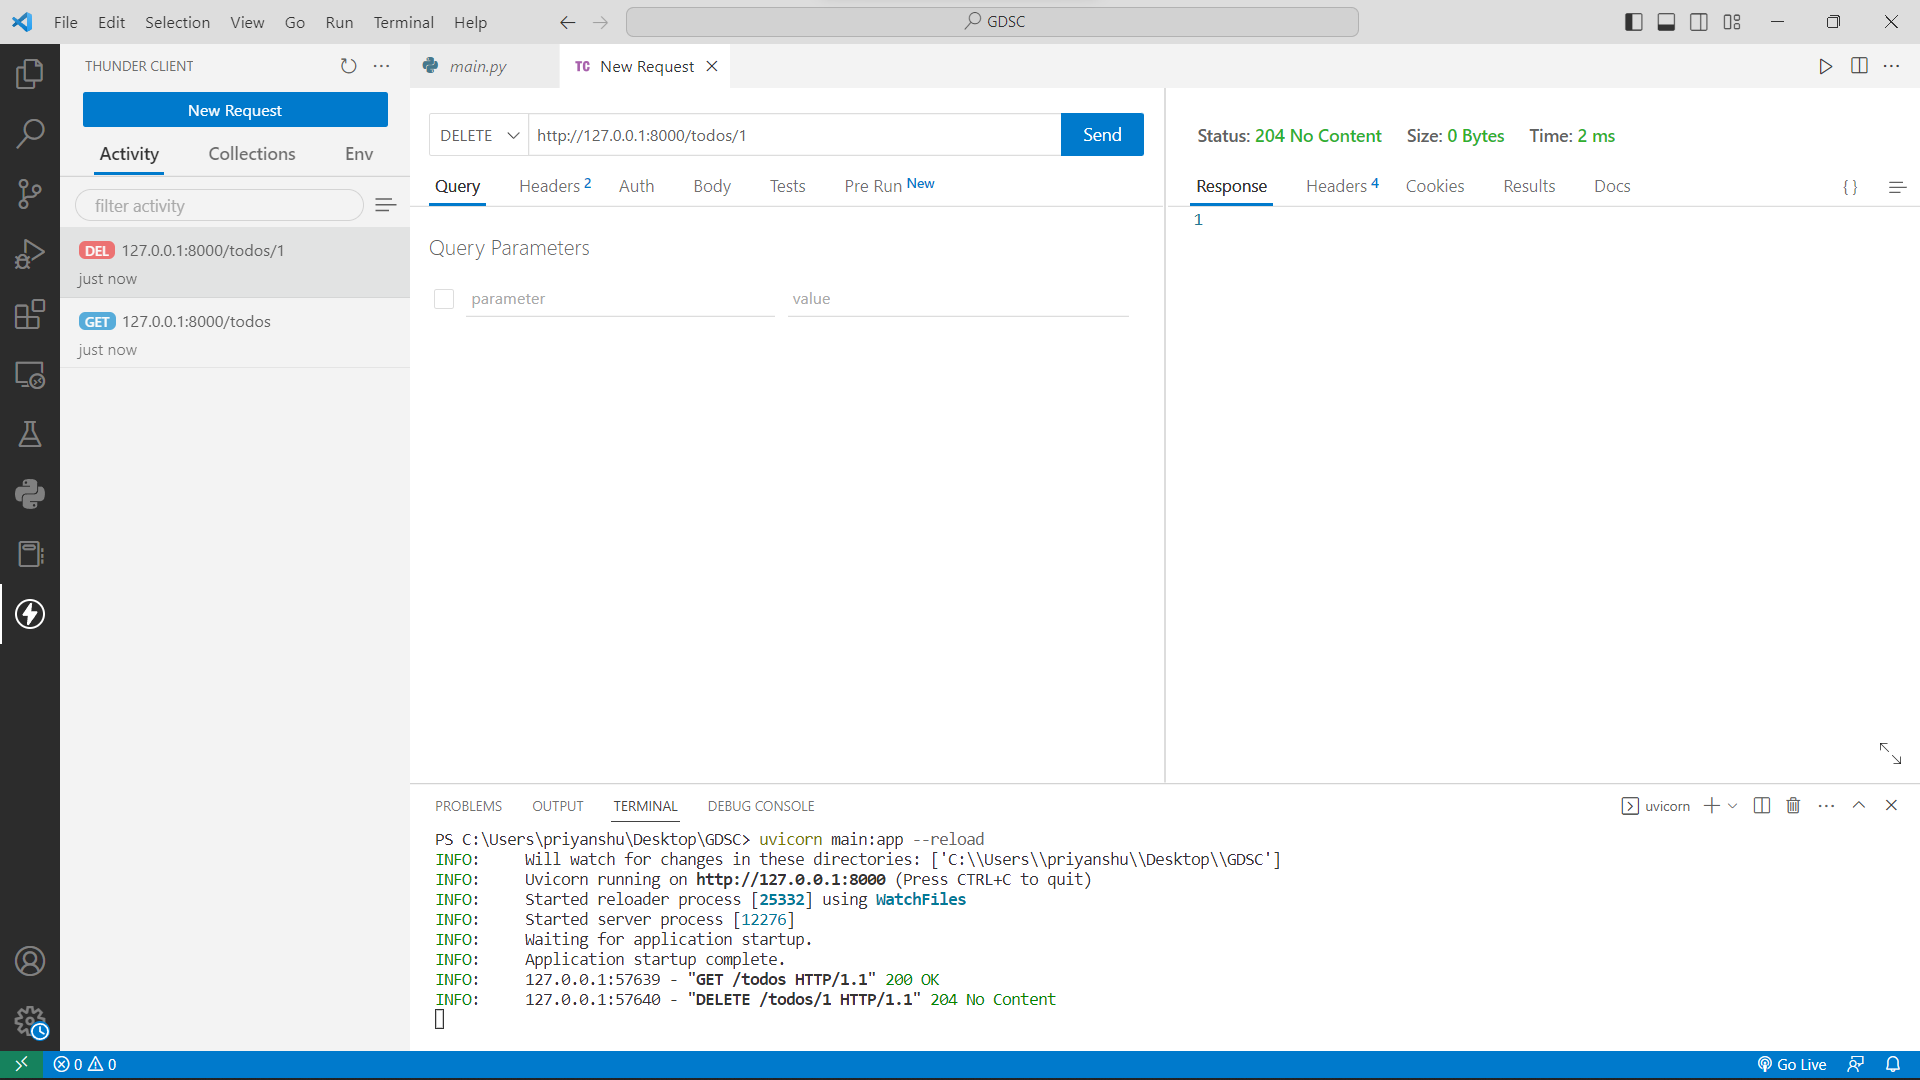 File Edit Selection View Go Run Terminal Help
GDSC
THUNDER CLIENT
New Request
Activity Collections Env
filter activity
DEL 127.0.0.1:8000/todos/1
just now
GET 127.0.0.1:8000/todos
just now
main.py
TC New Request
DELETE http://127.0.0.1:8000/todos/1 Send
Query Headers 2 Auth Body Tests Pre Run New
Query Parameters
parameter value
Status: 204 No Content Size: 0 Bytes Time: 2 ms
Response Headers 4 Cookies Results Docs { }
1
PROBLEMS OUTPUT TERMINAL DEBUG CONSOLE uvicorn
PS C:\Users\priyanshu\Desktop\GDSC> uvicorn main:app --reload
INFO: Will watch for changes in these directories: ['C:\\Users\\priyanshu\\Desktop\\GDSC']
INFO: Uvicorn running on http://127.0.0.1:8000 (Press CTRL+C to quit)
INFO: Started reloader process [25332] using WatchFiles
INFO: Started server process [12276]
INFO: Waiting for application startup.
INFO: Application startup complete.
INFO: 127.0.0.1:57639 - "GET /todos HTTP/1.1" 200 OK
INFO: 127.0.0.1:57640 - "DELETE /todos/1 HTTP/1.1" 204 No Content
0 0 Go Live